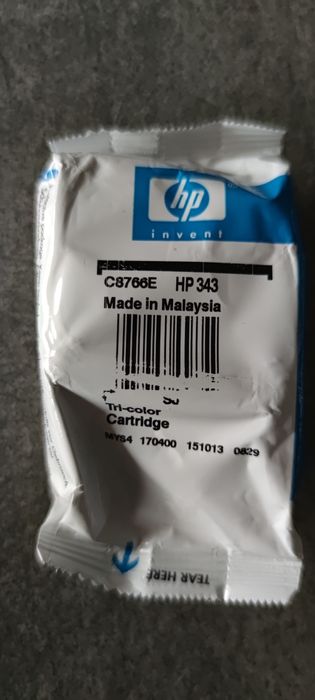 hp
invent
C8766E HP 343
Made in Malaysia
Tri-color
Cartridge
MYS4 170400 151013 0829
TEAR HERE